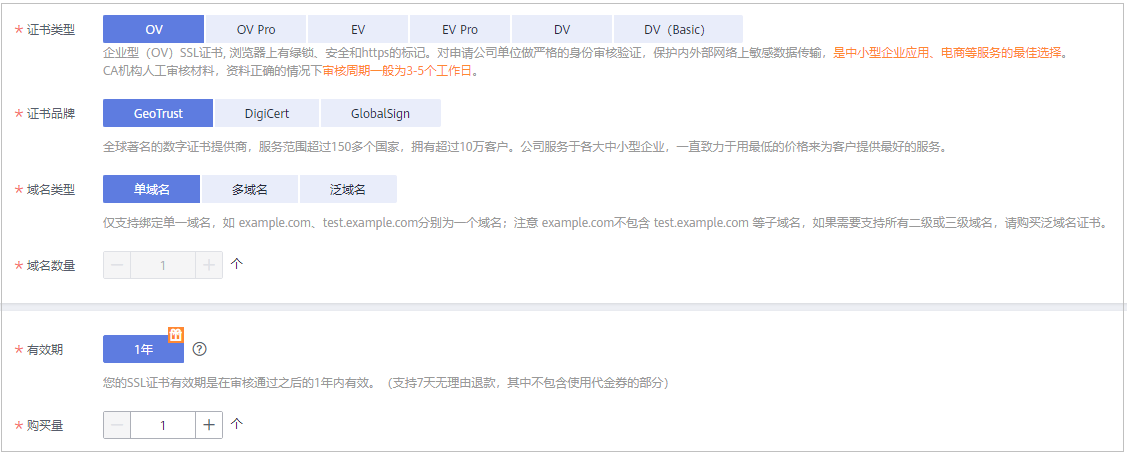 * 证书类型 OV OV Pro EV EV Pro DV DV（Basic）
企业型（OV）SSL证书, 浏览器上有绿锁、安全和https的标记。对申请公司单位做严格的身份审核验证，保护内外部网络上敏感数据传输，是中小型企业应用、电商等服务的最佳选择。
CA机构人工审核材料，资料正确的情况下审核周期一般为3-5个工作日。
* 证书品牌 GeoTrust DigiCert GlobalSign
全球著名的数字证书提供商，服务范围超过150多个国家，拥有超过10万客户。公司服务于各大中小型企业，一直致力于用最低的价格来为客户提供最好的服务。
* 域名类型 单域名 多域名 泛域名
仅支持绑定单一域名，如 example.com、test.example.com分别为一个域名；注意 example.com不包含 test.example.com 等子域名，如果需要支持所有二级或三级域名，请购买泛域名证书。
* 域名数量 － 1 + 个
* 有效期 1年 ?
您的SSL证书有效期是在审核通过之后的1年内有效。（支持7天无理由退款，其中不包含使用代金券的部分）
* 购买量 － 1 + 个